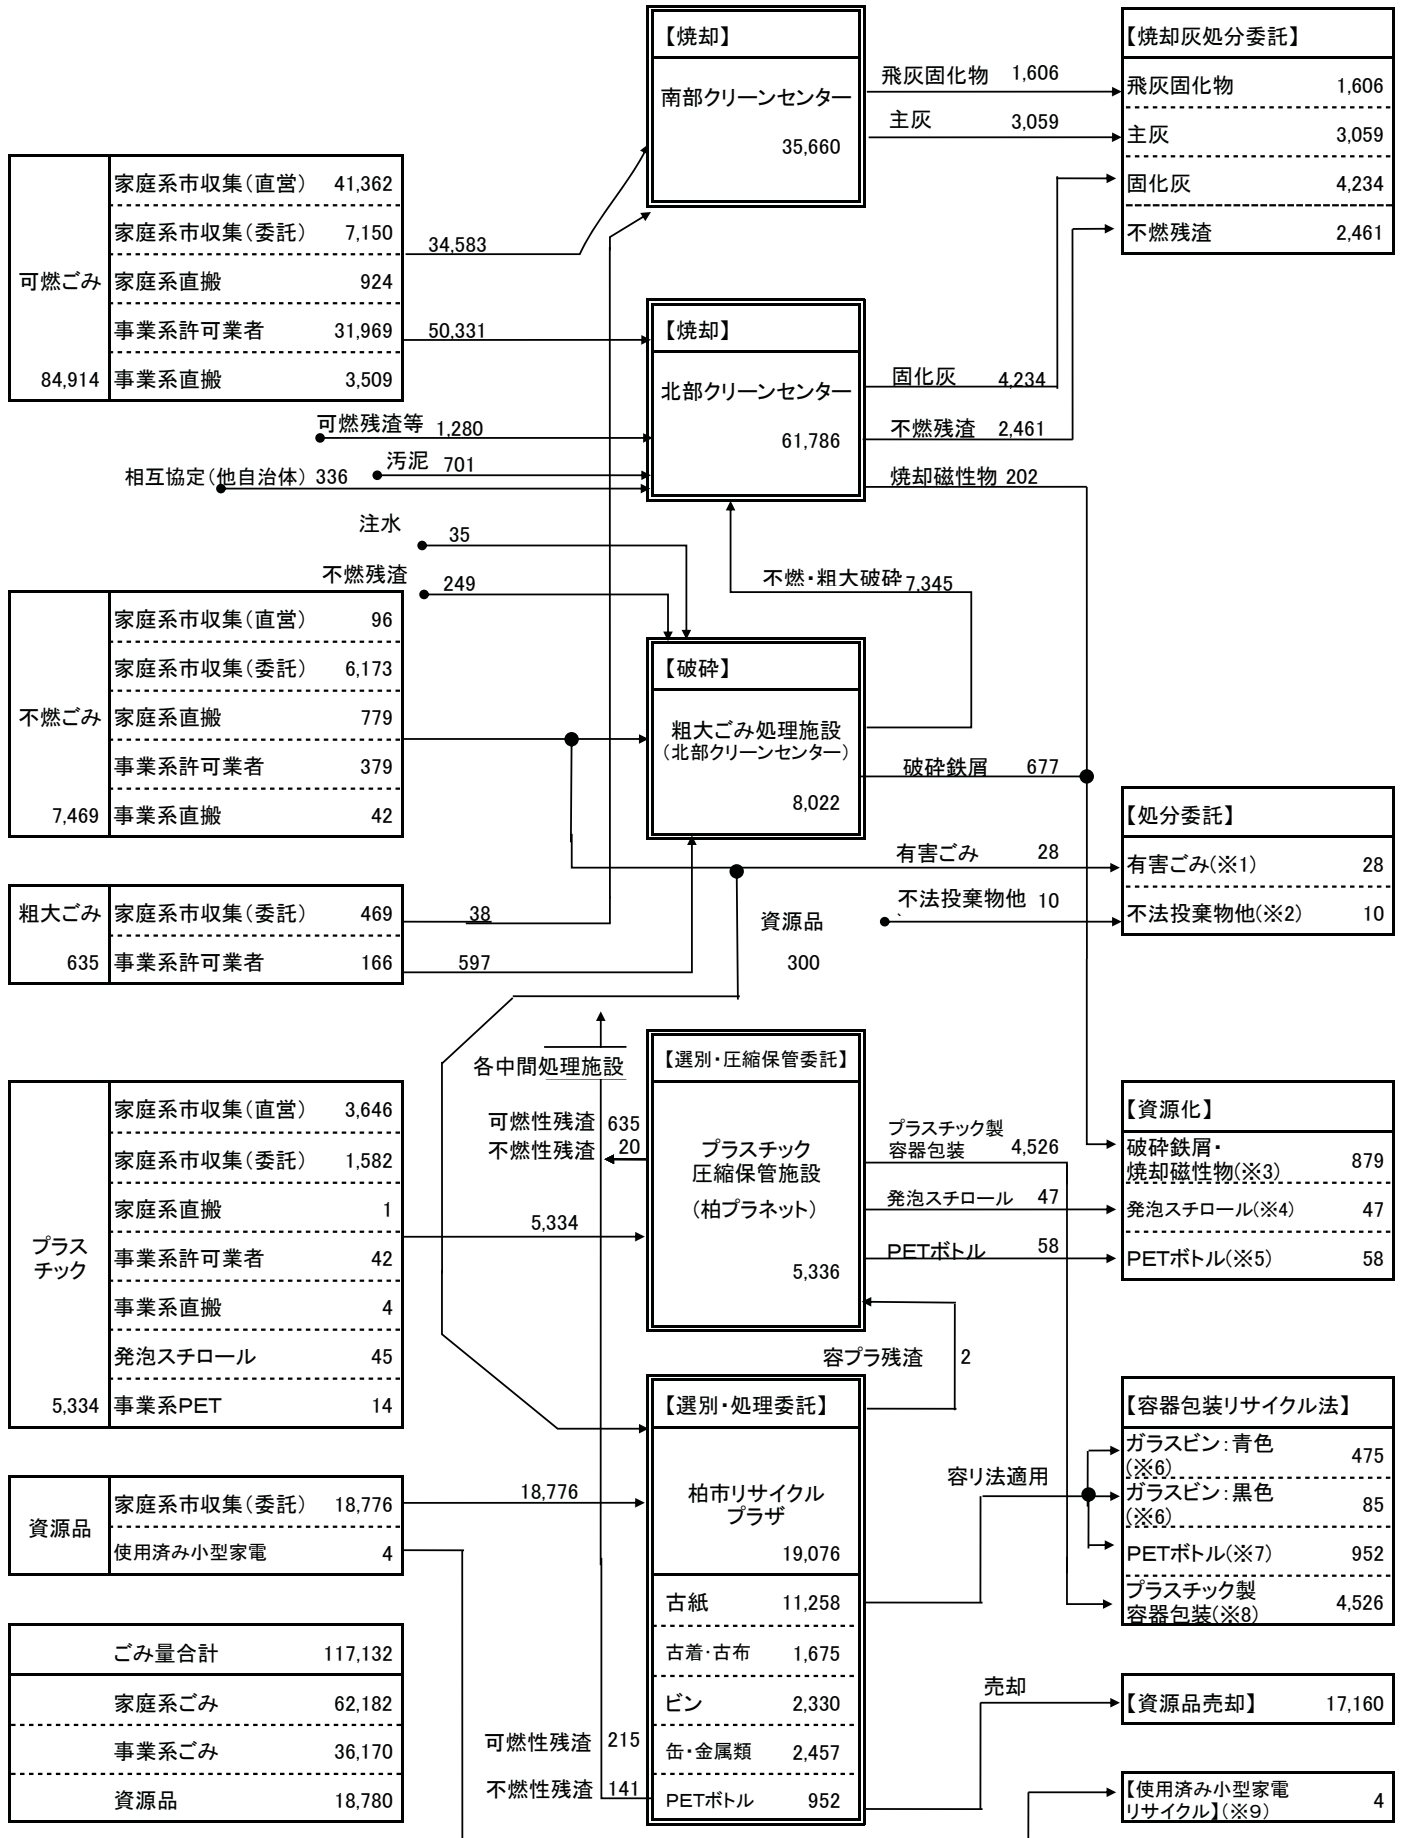 【焼却】
南部クリーンセンター
35,660
飛灰固化物 1,606
主灰 3,059
【焼却灰処分委託】
飛灰固化物 1,606
主灰 3,059
固化灰 4,234
不燃残渣 2,461
可燃ごみ
84,914
家庭系市収集（直営） 41,362
家庭系市収集（委託） 7,150
家庭系直搬 924
事業系許可業者 31,969
事業系直搬 3,509
34,583
50,331
【焼却】
北部クリーンセンター
61,786
固化灰 4,234
不燃残渣 2,461
焼却磁性物 202
可燃残渣等 1,280
汚泥 701
相互協定（他自治体） 336
注水 35
不燃残渣 249
不燃・粗大破砕 7,345
不燃ごみ
7,469
家庭系市収集（直営） 96
家庭系市収集（委託） 6,173
家庭系直搬 779
事業系許可業者 379
事業系直搬 42
【破砕】
粗大ごみ処理施設
（北部クリーンセンター）
8,022
破砕鉄屑 677
有害ごみ 28
不法投棄物他 10
【処分委託】
有害ごみ(※1) 28
不法投棄物他(※2) 10
粗大ごみ
635
家庭系市収集（委託） 469
事業系許可業者 166
38
597
資源品
300
各中間処理施設
可燃性残渣 635
不燃性残渣 20
【選別・圧縮保管委託】
プラスチック
圧縮保管施設
（柏プラネット）
5,336
プラスチック製
容器包装 4,526
発泡スチロール 47
PETボトル 58
【資源化】
破砕鉄屑・
焼却磁性物(※3) 879
発泡スチロール(※4) 47
PETボトル(※5) 58
プラス
チック
5,334
家庭系市収集（直営） 3,646
家庭系市収集（委託） 1,582
家庭系直搬 1
事業系許可業者 42
事業系直搬 4
発泡スチロール 45
事業系PET 14
5,334
容プラ残渣 2
【選別・処理委託】
柏市リサイクル
プラザ
19,076
古紙 11,258
古着・古布 1,675
ビン 2,330
缶・金属類 2,457
PETボトル 952
容リ法適用
【容器包装リサイクル法】
ガラスビン：青色
(※6) 475
ガラスビン：黒色
(※6) 85
PETボトル(※7) 952
プラスチック製
容器包装(※8) 4,526
資源品
家庭系市収集（委託） 18,776
使用済み小型家電 4
18,776
ごみ量合計 117,132
家庭系ごみ 62,182
事業系ごみ 36,170
資源品 18,780
可燃性残渣 215
不燃性残渣 141
売却
【資源品売却】 17,160
【使用済み小型家電
リサイクル】(※9) 4